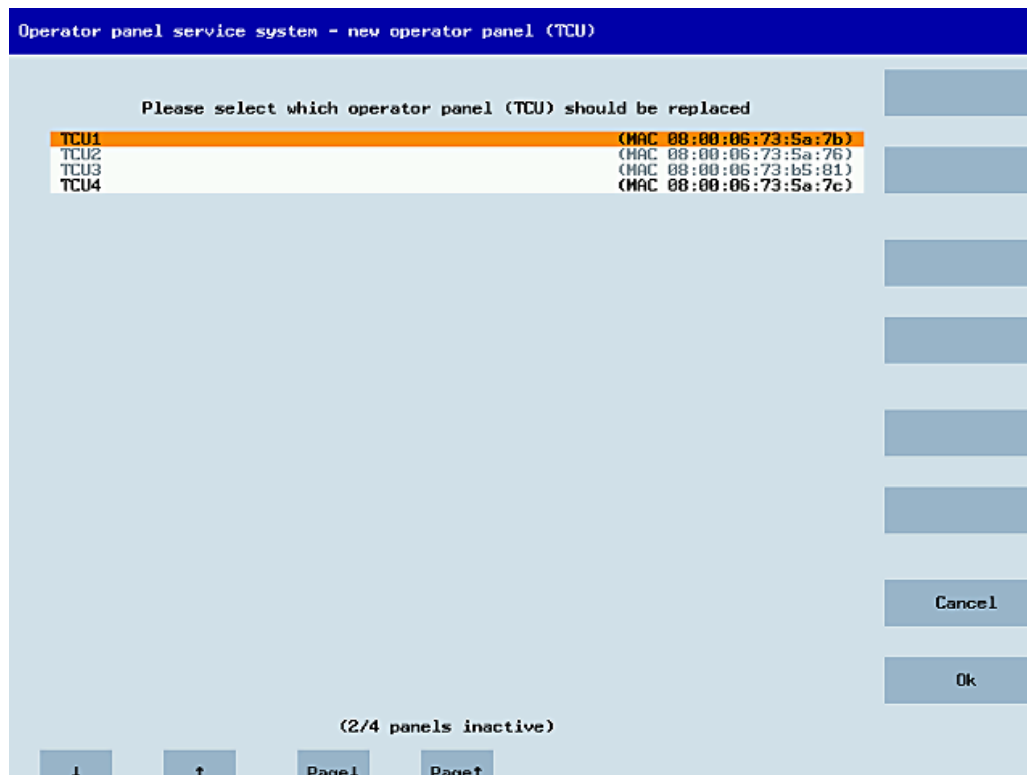 Operator panel service system - new operator panel (TCU)
Please select which operator panel (TCU) should be replaced
TCU1 (MAC 08:00:06:73:5a:7b)
TCU2 (MAC 08:00:06:73:5a:76)
TCU3 (MAC 08:00:06:73:b5:81)
TCU4 (MAC 08:00:06:73:5a:7c)
Cancel
Ok
(2/4 panels inactive)
↓ ↑ Page↓ Page↑